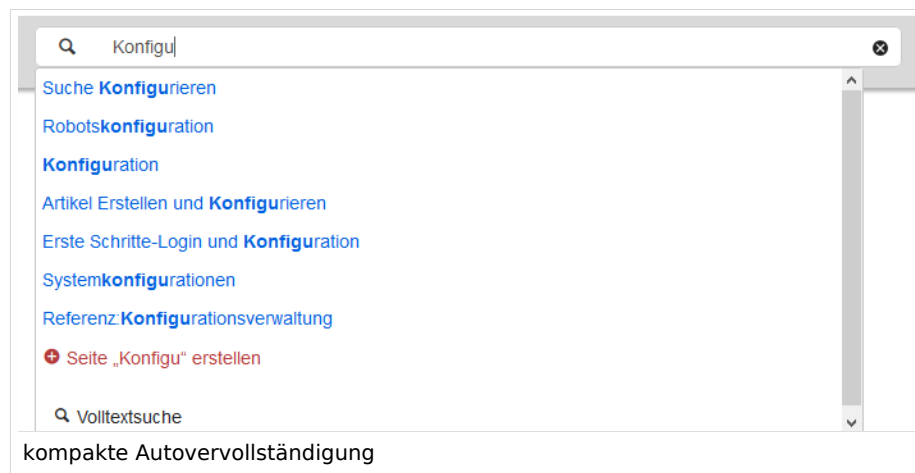 Konfigu
Suche Konfigurieren
Robotskonfiguration
Konfiguration
Artikel Erstellen und Konfigurieren
Erste Schritte-Login und Konfiguration
Systemkonfigurationen
Referenz:Konfigurationsverwaltung
Seite „Konfigu“ erstellen
Volltextsuche
kompakte Autovervollständigung